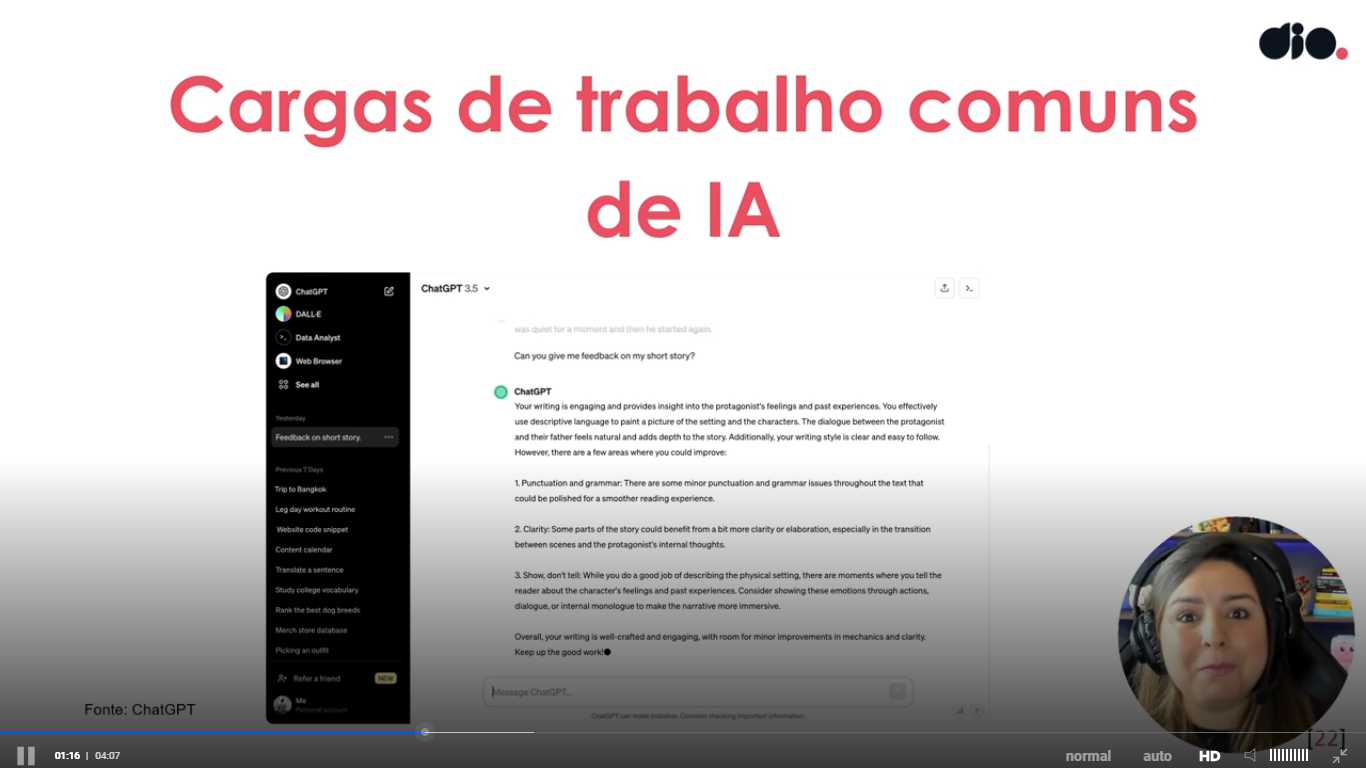 dio.
Cargas de trabalho comuns
de IA
ChatGPT
DALL·E
Data Analyst
Web Browser
See all
Yesterday
Feedback on short story.
Previous 7 Days
Trip to Bangkok
Leg day workout routine
Website code snippet
Content calendar
Translate a sentence
Study college vocabulary
Rank the best dog breeds
Merch store database
Picking an outfit
Refer a friend
NEW
Me
Personal account
ChatGPT 3.5
was quiet for a moment and then he started again.
Can you give me feedback on my short story?
ChatGPT
Your writing is engaging and provides insight into the protagonist's feelings and past experiences. You effectively
use descriptive language to paint a picture of the setting and the characters. The dialogue between the protagonist
and their father feels natural and adds depth to the story. Additionally, your writing style is clear and easy to follow.
However, there are a few areas where you could improve:
1. Punctuation and grammar: There are some minor punctuation and grammar issues throughout the text that
could be polished for a smoother reading experience.
2. Clarity: Some parts of the story could benefit from a bit more clarity or elaboration, especially in the transition
between scenes and the protagonist's internal thoughts.
3. Show, don't tell: While you do a good job of describing the physical setting, there are moments where you tell the
reader about the character's feelings and past experiences. Consider showing these emotions through actions,
dialogue, or internal monologue to make the narrative more immersive.
Overall, your writing is well-crafted and engaging, with room for minor improvements in mechanics and clarity.
Keep up the good work!
Message ChatGPT...
ChatGPT can make mistakes. Consider checking important information.
Fonte: ChatGPT
[22]
01:16 | 04:07
normal
auto
HD